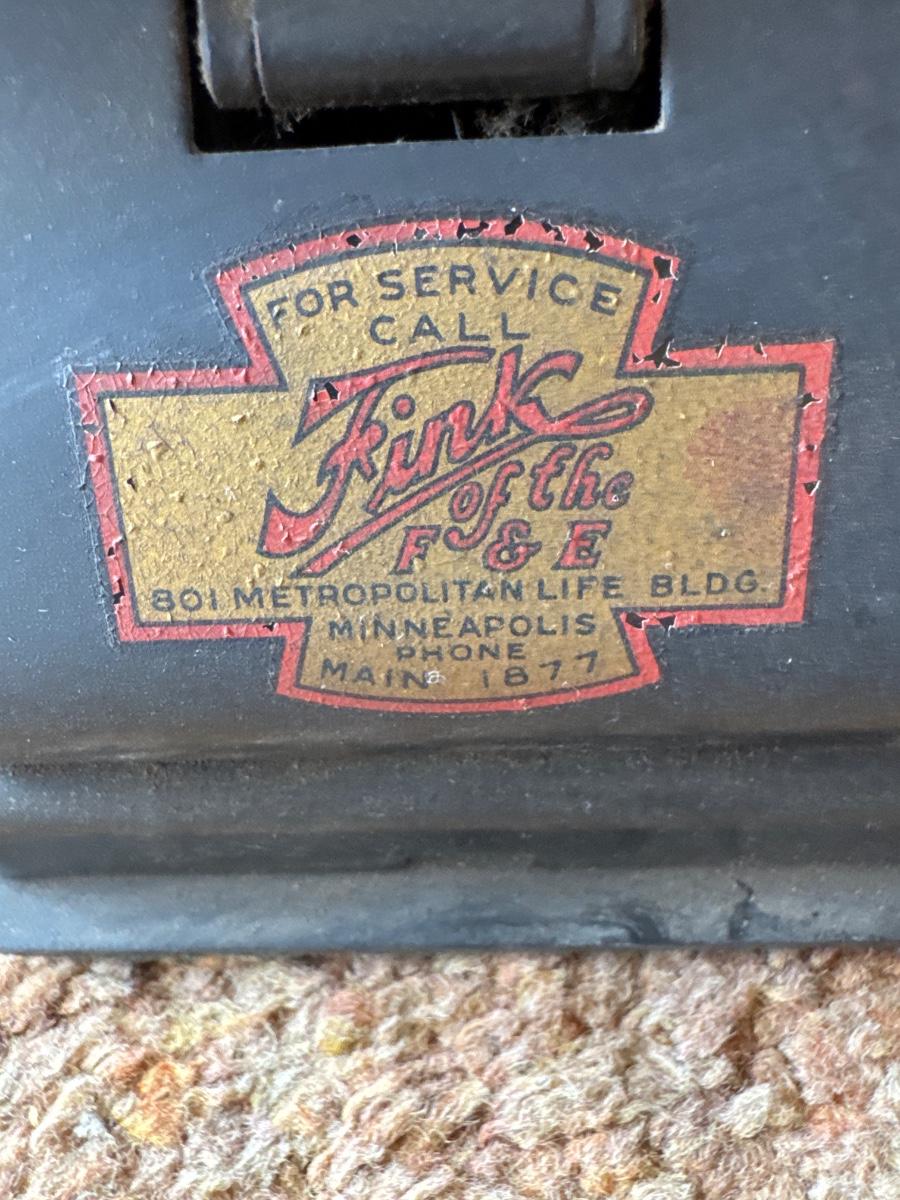 FOR SERVICE
CALL
Fink
of the
F & E
801 METROPOLITAN LIFE BLDG.
MINNEAPOLIS
PHONE
MAIN 1877